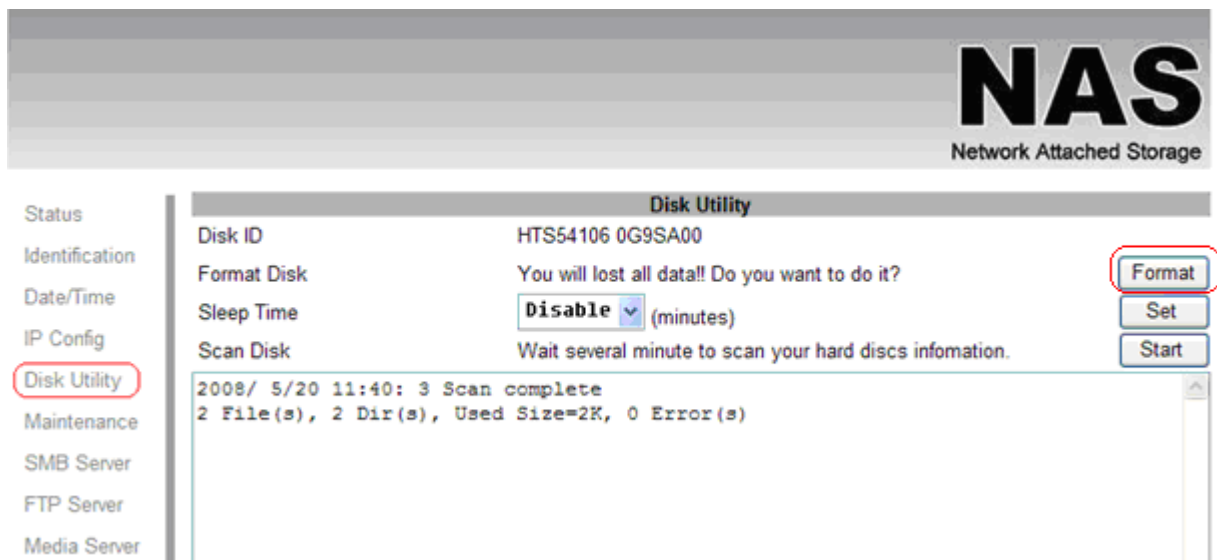 NAS
Network Attached Storage
Status
Identification
Date/Time
IP Config
Disk Utility
Maintenance
SMB Server
FTP Server
Media Server
Disk Utility
Disk ID HTS54106 0G9SA00
Format Disk You will lost all data!! Do you want to do it? Format
Sleep Time Disable (minutes) Set
Scan Disk Wait several minute to scan your hard discs infomation. Start
2008/ 5/20 11:40: 3 Scan complete
2 File(s), 2 Dir(s), Used Size=2K, 0 Error(s)